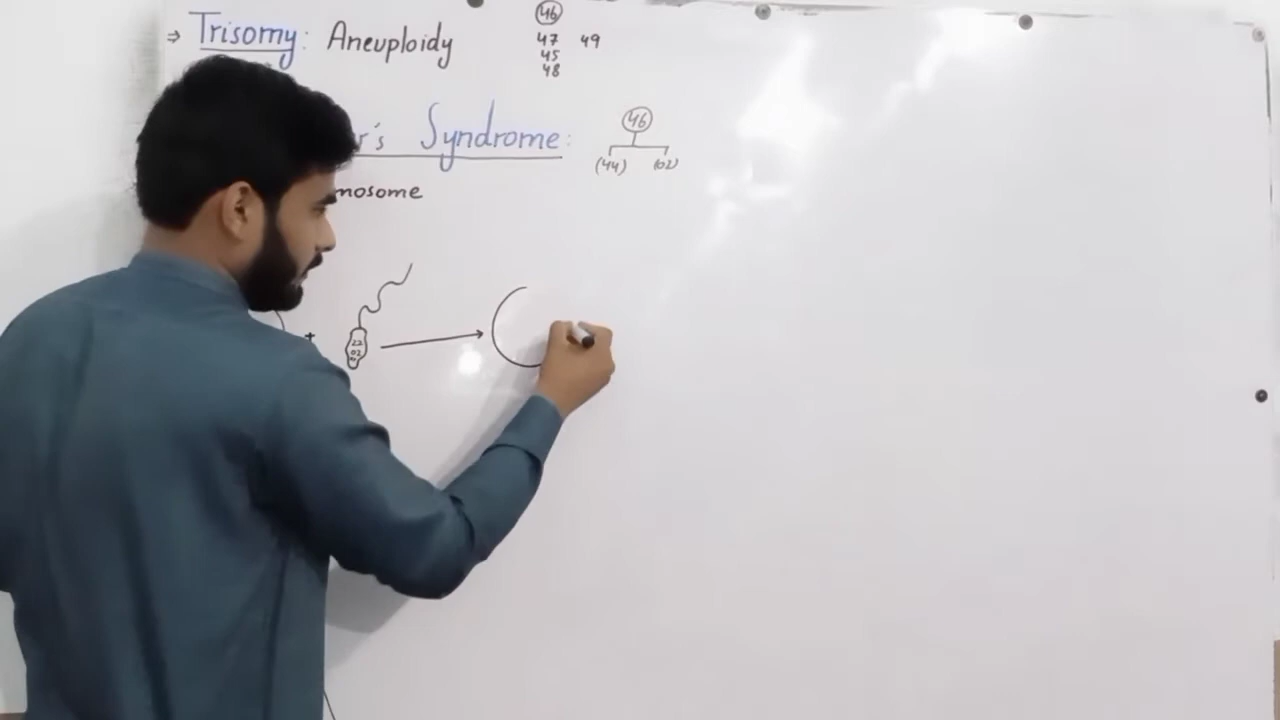 ⇒ Trisomy: Aneuploidy
46
47 49
45
48
r's Syndrome: 46
(44) (02)
mosome
+
22
02